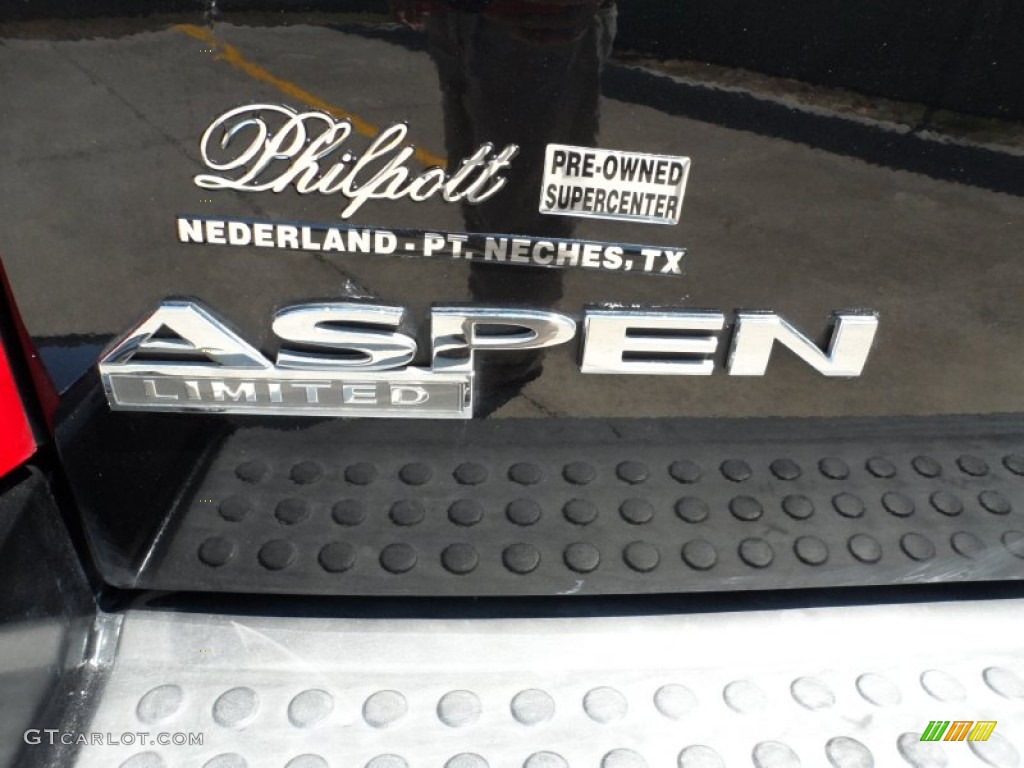 Philpott
PRE-OWNED
SUPERCENTER
NEDERLAND - PT. NECHES, TX
ASPEN
LIMITED
GTCARLOT.COM